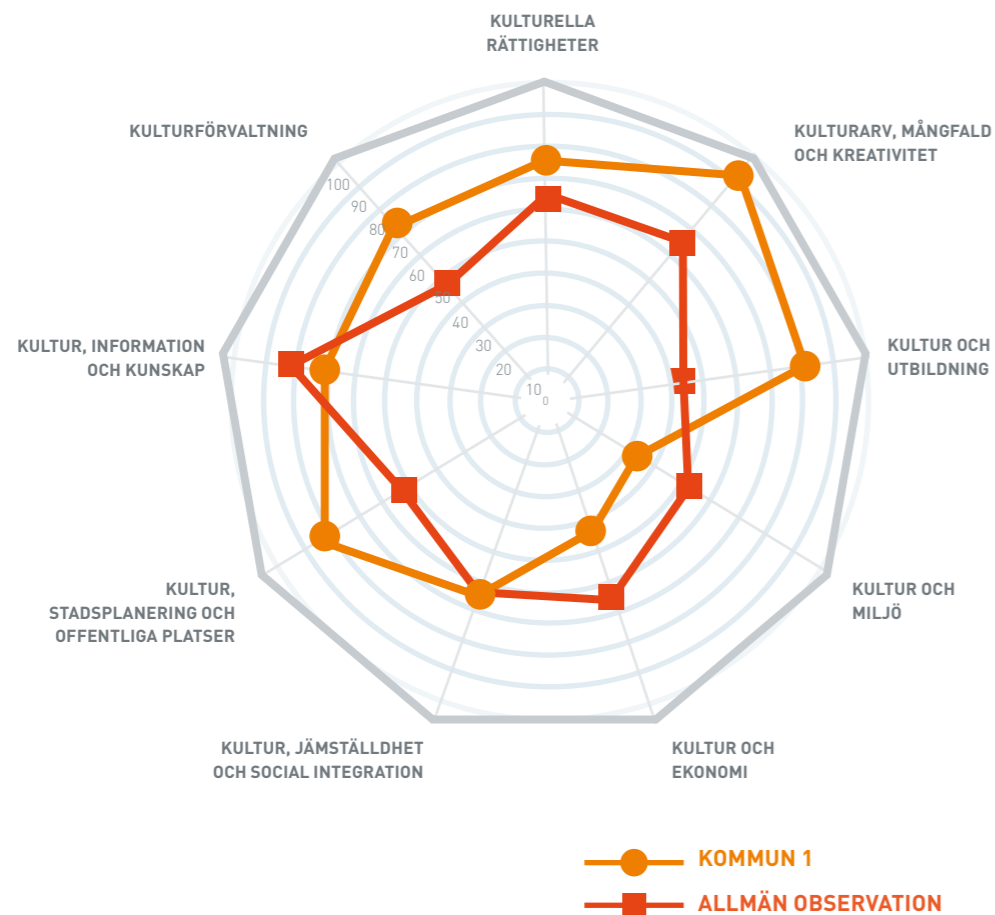 KULTURELLA
RÄTTIGHETER
KULTURFÖRVALTNING
KULTURARV, MÅNGFALD
OCH KREATIVITET
100
90
80
70
60
50
40
30
20
10
0
KULTUR, INFORMATION
OCH KUNSKAP
KULTUR OCH
UTBILDNING
KULTUR,
STADSPLANERING OCH
OFFENTLIGA PLATSER
KULTUR OCH
MILJÖ
KULTUR, JÄMSTÄLLDHET
OCH SOCIAL INTEGRATION
KULTUR OCH
EKONOMI
KOMMUN 1
ALLMÄN OBSERVATION